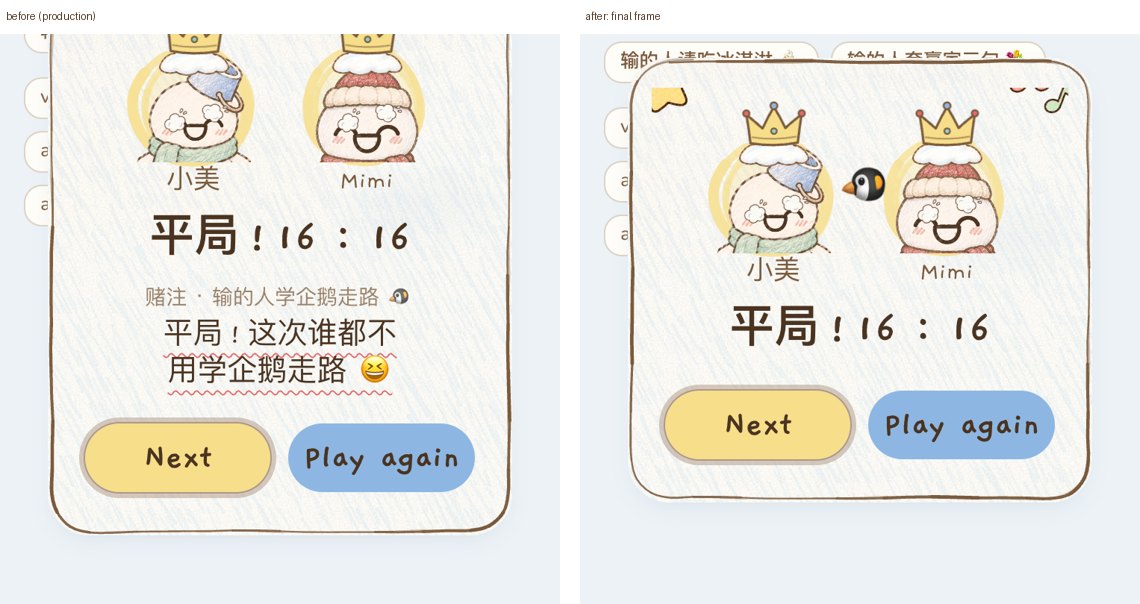 before (production)
小美
Mimi
平局！16 : 16
赌注 · 输的人学企鹅走路
平局！这次谁都不
用学企鹅走路
Next
Play again
after: final frame
小美
Mimi
平局！16 : 16
Next
Play again